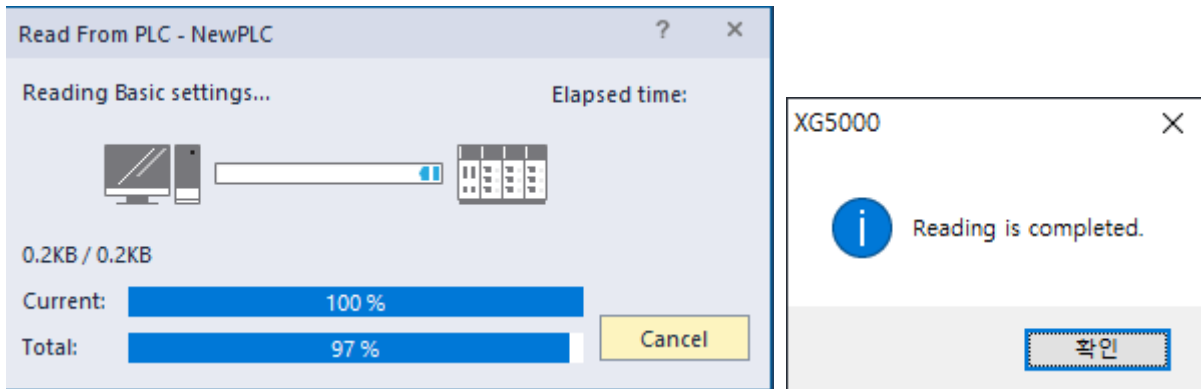 Read From PLC - NewPLC
Reading Basic settings...
Elapsed time:
0.2KB / 0.2KB
Current:
100 %
Total:
97 %
Cancel
XG5000
Reading is completed.
확인